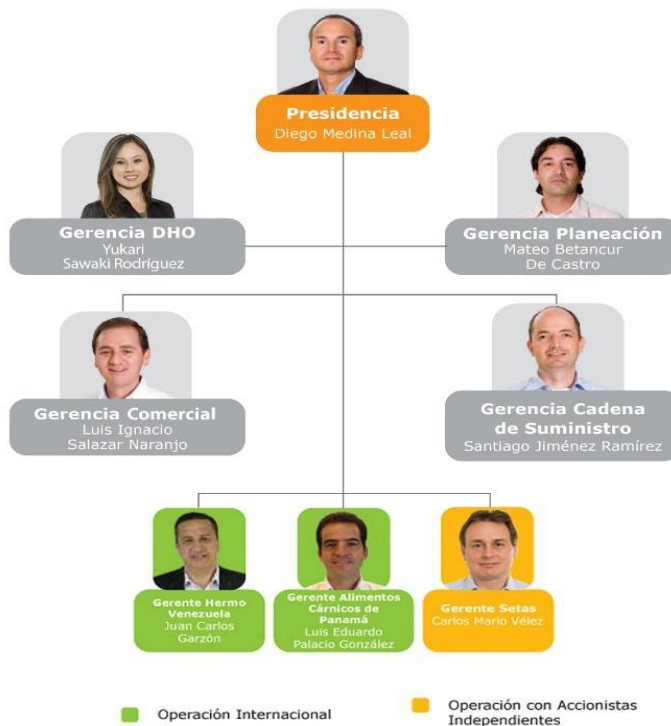 Presidencia
Diego Medina Leal
Gerencia DHO
Yukari
Sawaki Rodríguez
Gerencia Planeación
Mateo Betancur
De Castro
Gerencia Comercial
Luis Ignacio
Salazar Naranjo
Gerencia Cadena
de Suministro
Santiago Jiménez Ramírez
Gerente Hermo
Venezuela
Juan Carlos
Garzón
Gerente Alimentos
Cárnicos de
Panamá
Luis Eduardo
Palacio González
Gerente Setas
Carlos Mario Vélez
Operación Internacional
Operación con Accionistas
Independientes